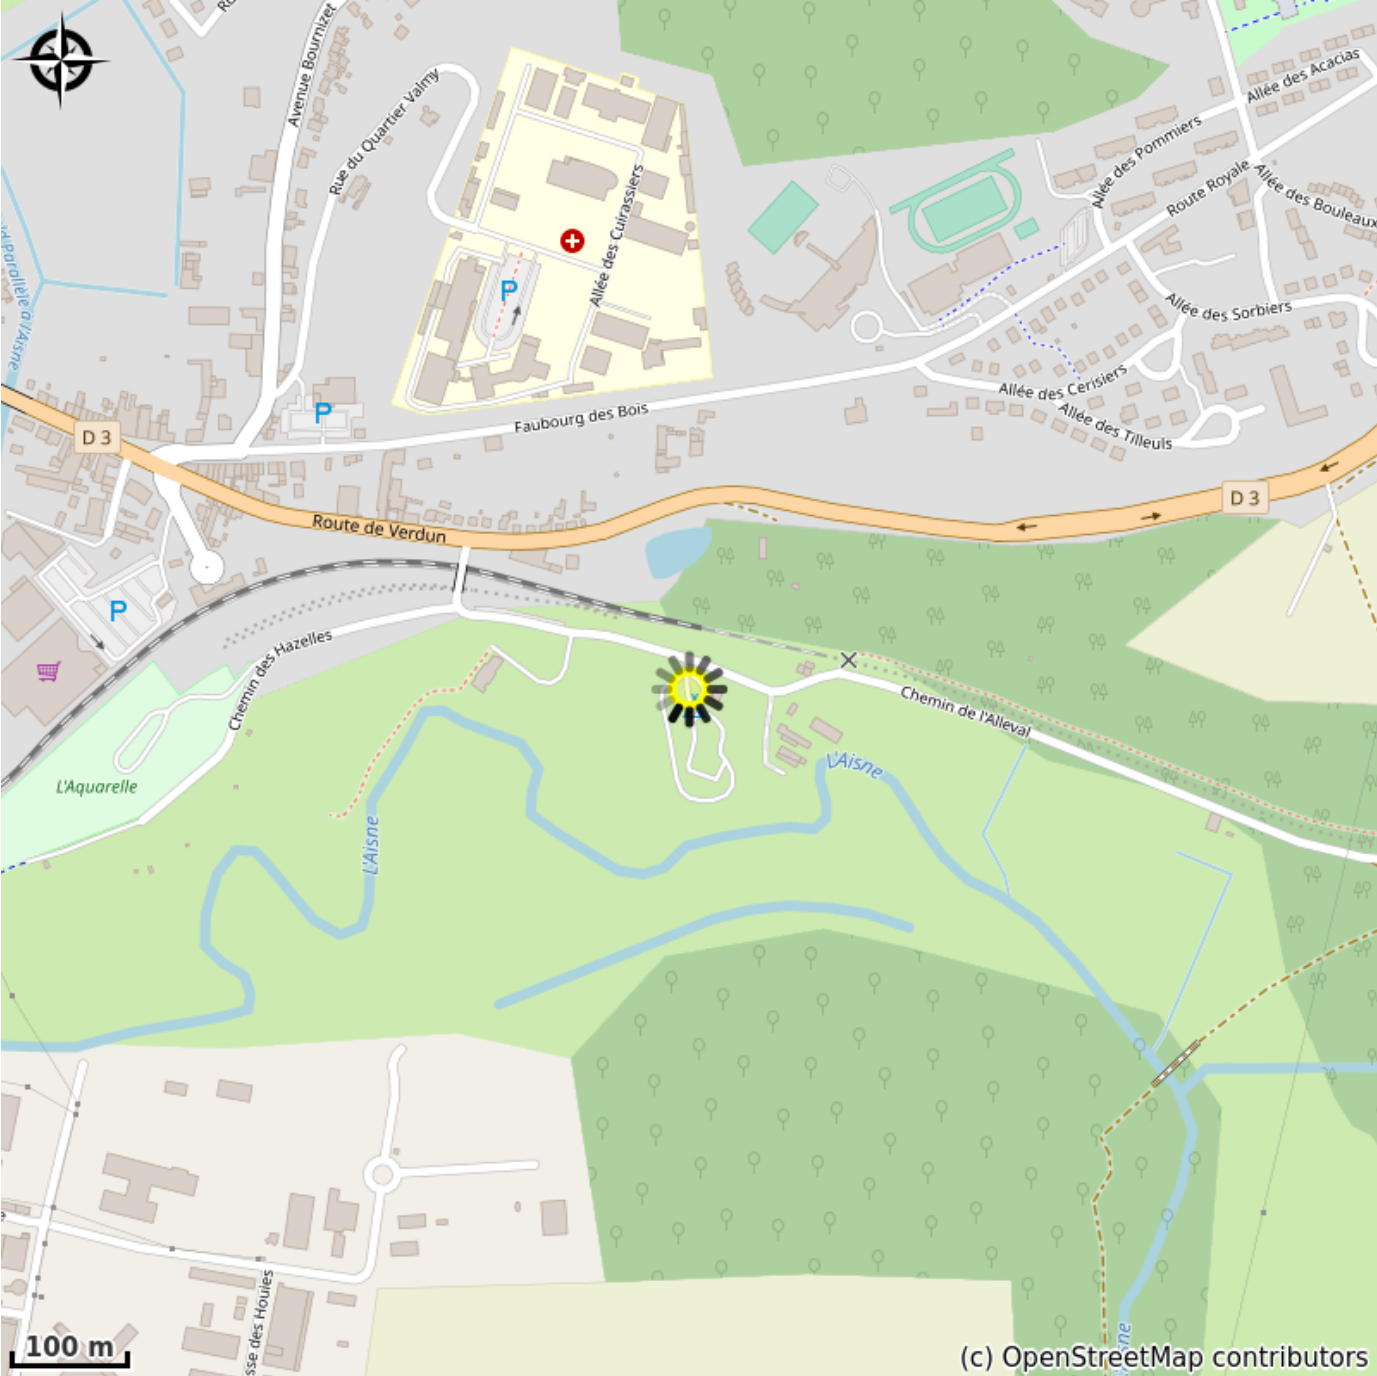 Avenue Bournizet
Rue du Quartier Valmy
Allée des Cuirassiers
P
Allée des Acacias
Allée des Pommiers
Route Royale
Allée des Bouleaux
Allée des Sorbiers
Allée des Cerisiers
Allée des Tilleuls
Parallèle à l'Aisne
P
Faubourg des Bois
D 3
D 3
Route de Verdun
P
Chemin des Hazelles
Chemin de l'Alleval
L'Aisne
L'Aquarelle
L'Aisne
sse des Houies
100 m
(c) OpenStreetMap contributors